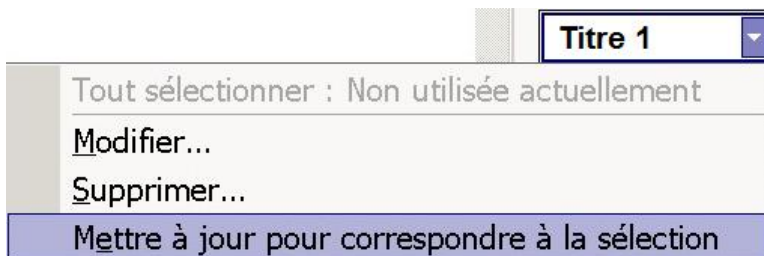 Titre 1
Tout sélectionner : Non utilisée actuellement
Modifier...
Supprimer...
Mettre à jour pour correspondre à la sélection